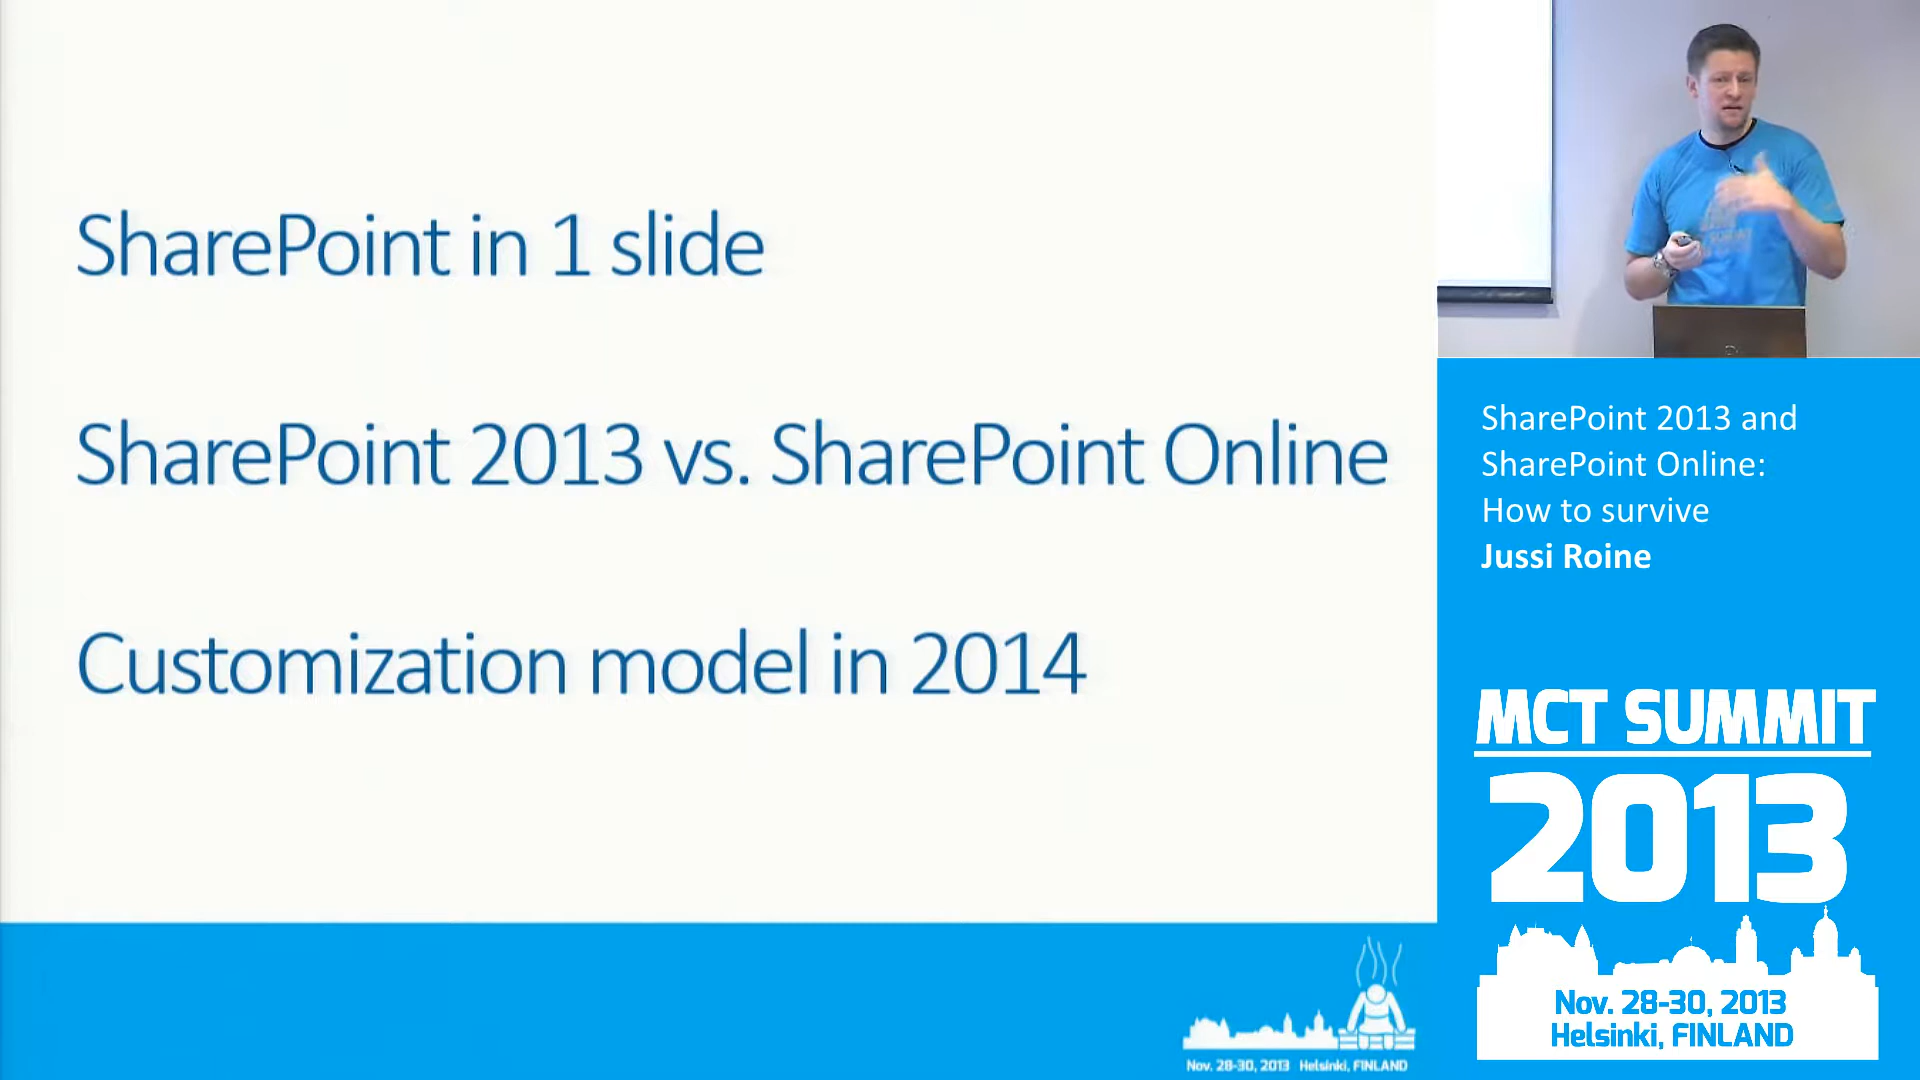 SharePoint in 1 slide
SharePoint 2013 vs. SharePoint Online
Customization model in 2014
Nov. 28-30, 2013 Helsinki, FINLAND
SharePoint 2013 and
SharePoint Online:
How to survive
Jussi Roine
MCT SUMMIT
2013
Nov. 28-30, 2013
Helsinki, FINLAND